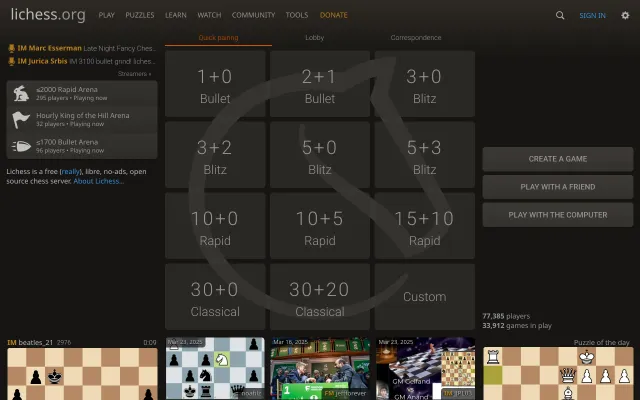 lichess.org PLAY PUZZLES LEARN WATCH COMMUNITY TOOLS DONATE SIGN IN
IM Marc Esserman Late Night Fancy Ches...
IM Jurica Srbis IM 3100 bullet grind! liches...
Streamers »
≤2000 Rapid Arena
295 players • Playing now
Hourly King of the Hill Arena
32 players • Playing now
≤1700 Bullet Arena
96 players • Playing now
Lichess is a free (really), libre, no-ads, open
source chess server. About Lichess...
Quick pairing Lobby Correspondence
1+0
Bullet
2+1
Bullet
3+0
Blitz
3+2
Blitz
5+0
Blitz
5+3
Blitz
10+0
Rapid
10+5
Rapid
15+10
Rapid
30+0
Classical
30+20
Classical
Custom
CREATE A GAME
PLAY WITH A FRIEND
PLAY WITH THE COMPUTER
77,385 players
33,912 games in play
IM beatles_21 2976 0:09
Mar 23, 2025
Mar 16, 2025
FM jeffforever
Mar 23, 2025
GM Gelfand
GM Anand
Puzzle of the day